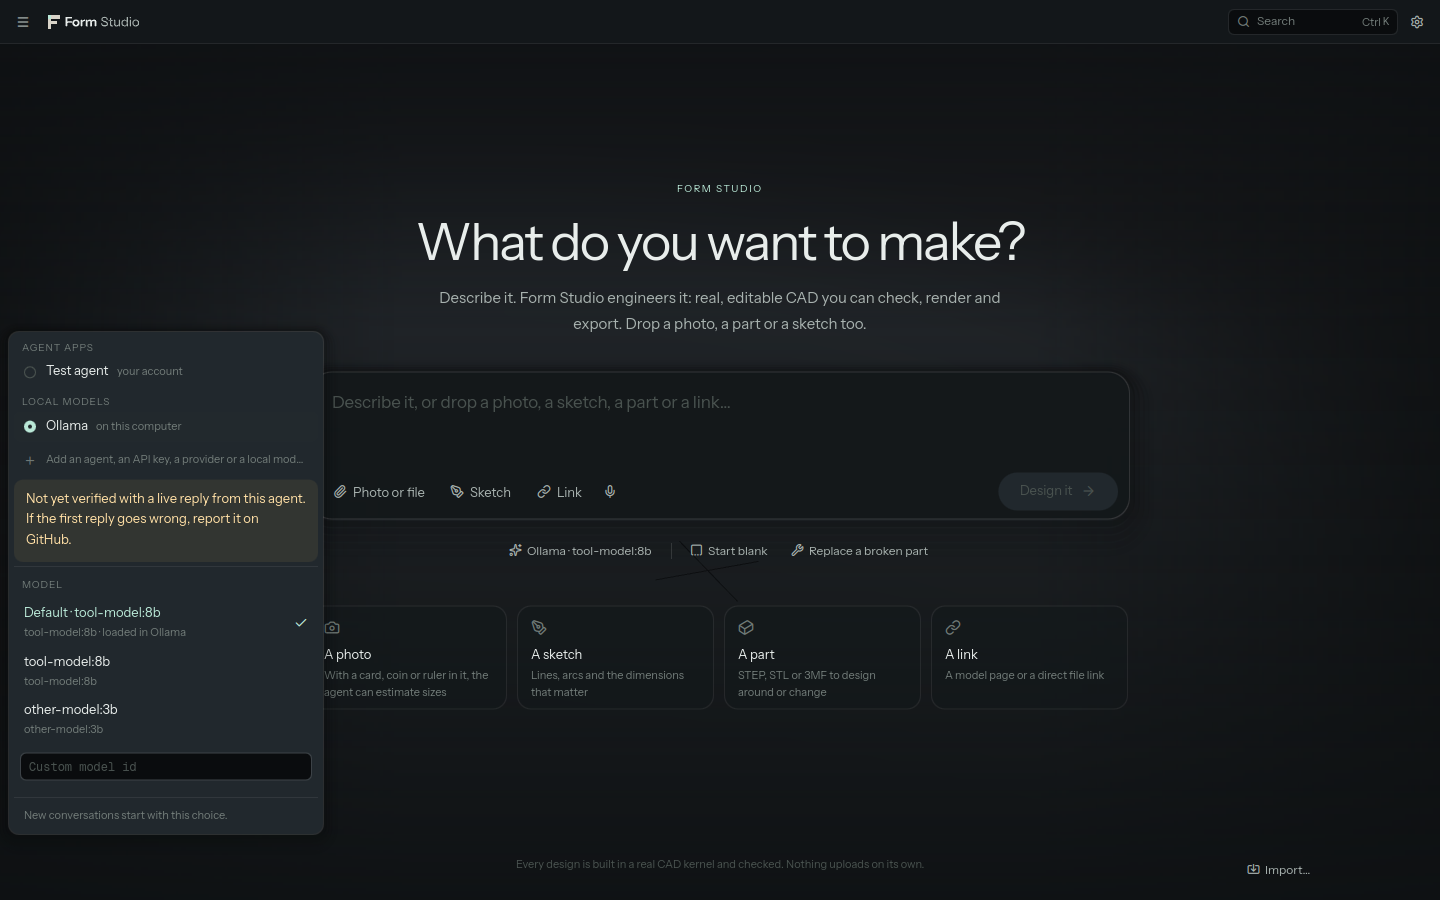 Form Studio
Search
Ctrl K
FORM STUDIO
What do you want to make?
Describe it. Form Studio engineers it: real, editable CAD you can check, render and
export. Drop a photo, a part or a sketch too.
AGENT APPS
Test agent your account
LOCAL MODELS
Ollama on this computer
Add an agent, an API key, a provider or a local mod...
Not yet verified with a live reply from this agent.
If the first reply goes wrong, report it on
GitHub.
MODEL
Default · tool-model:8b
tool-model:8b · loaded in Ollama
tool-model:8b
tool-model:8b
other-model:3b
other-model:3b
Custom model id
New conversations start with this choice.
Describe it, or drop a photo, a sketch, a part or a link...
Photo or file
Sketch
Link
Design it
Ollama · tool-model:8b
Start blank
Replace a broken part
A photo
With a card, coin or ruler in it, the
agent can estimate sizes
A sketch
Lines, arcs and the dimensions
that matter
A part
STEP, STL or 3MF to design
around or change
A link
A model page or a direct file link
Every design is built in a real CAD kernel and checked. Nothing uploads on its own.
Import...